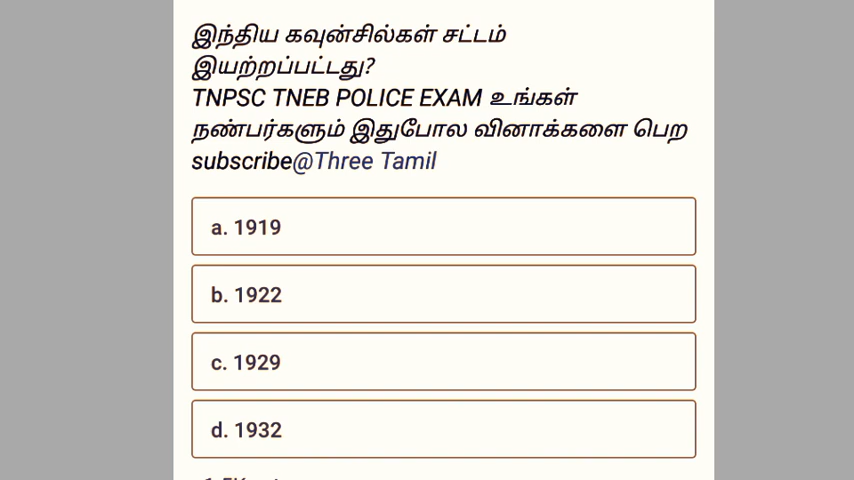 இந்திய கவுன்சில்கள் சட்டம்
இயற்றப்பட்டது?
TNPSC TNEB POLICE EXAM உங்கள்
நண்பர்களும் இதுபோல வினாக்களை பெற
subscribe@Three Tamil
a. 1919
b. 1922
c. 1929
d. 1932